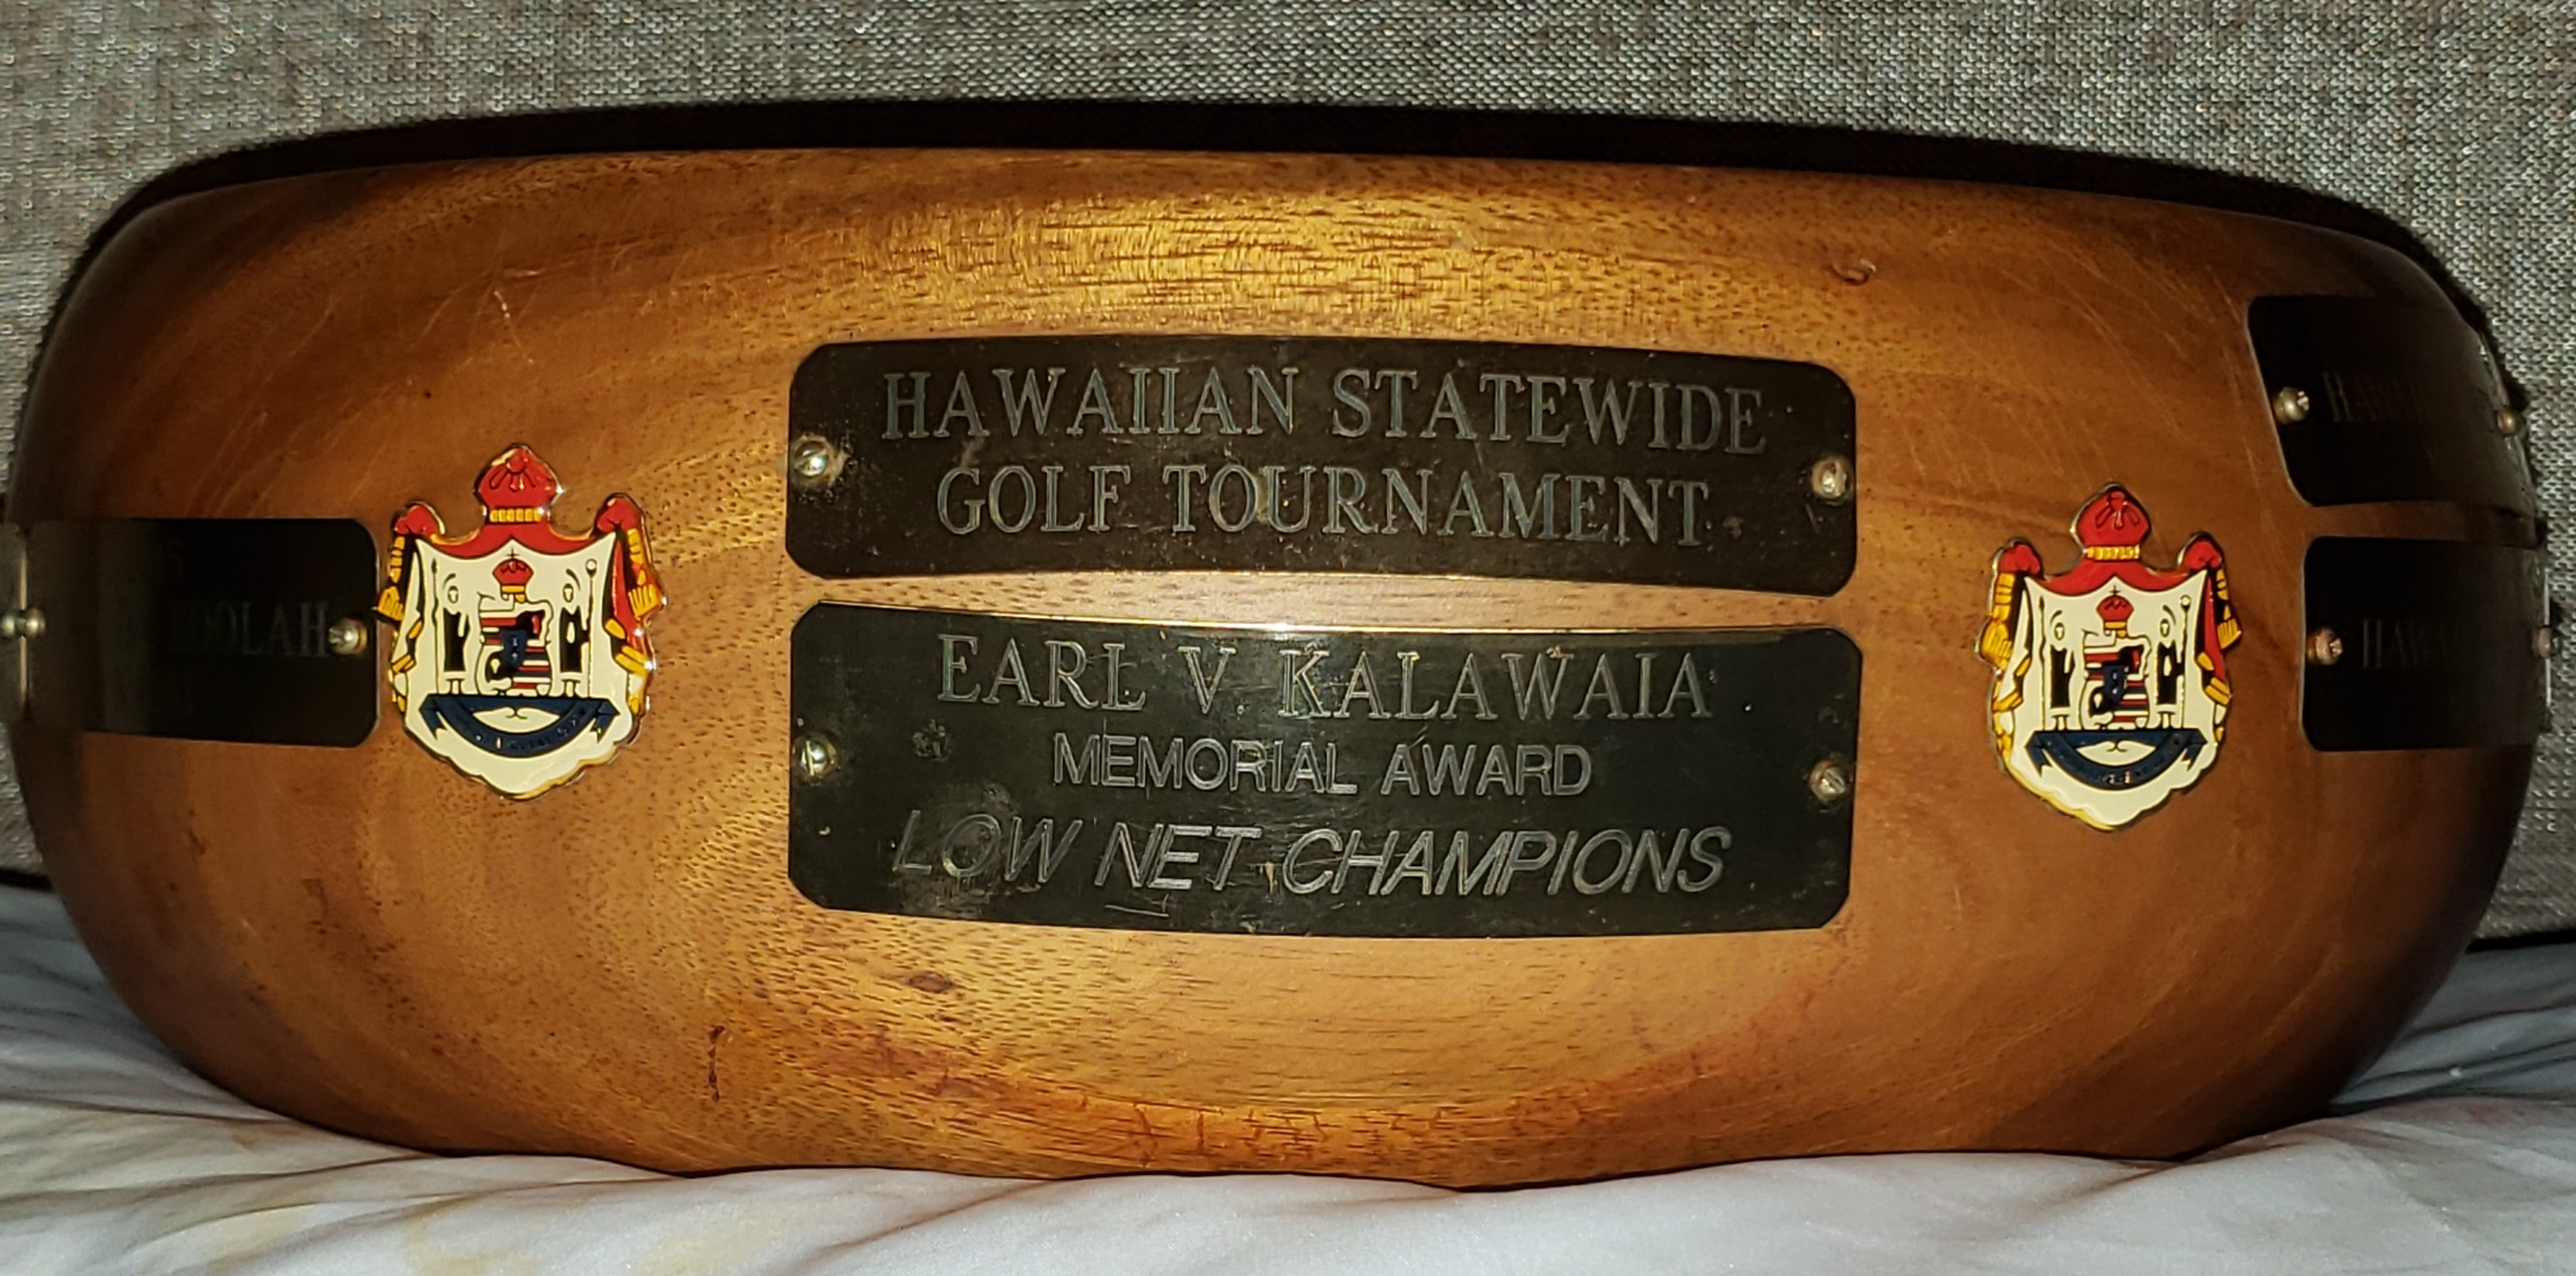 HAWAIIAN STATEWIDE
GOLF TOURNAMENT
EARL V. KALAWAIA
MEMORIAL AWARD
LOW NET CHAMPIONS